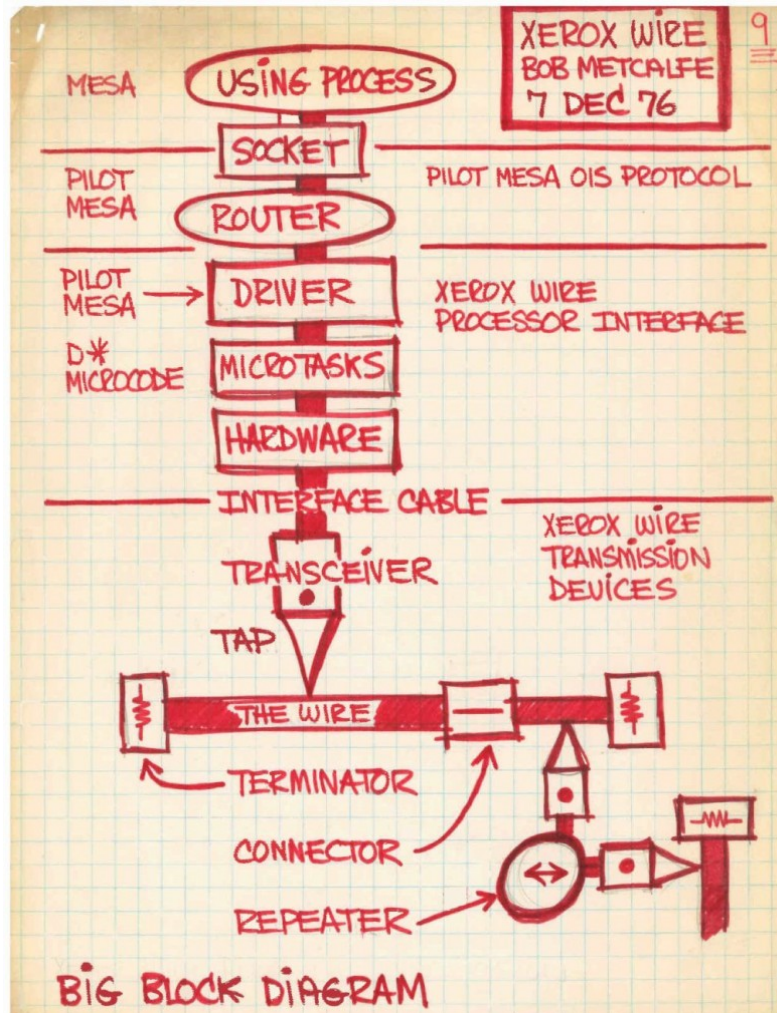 9
XEROX WIRE
BOB METCALFE
7 DEC 76
MESA
USING PROCESS
SOCKET
PILOT
MESA
PILOT MESA OIS PROTOCOL
ROUTER
PILOT
MESA
DRIVER
XEROX WIRE
PROCESSOR INTERFACE
D*
MICROCODE
MICROTASKS
HARDWARE
INTERFACE CABLE
XEROX WIRE
TRANSMISSION
DEVICES
TRANSCEIVER
TAP
THE WIRE
TERMINATOR
CONNECTOR
REPEATER
BIG BLOCK DIAGRAM